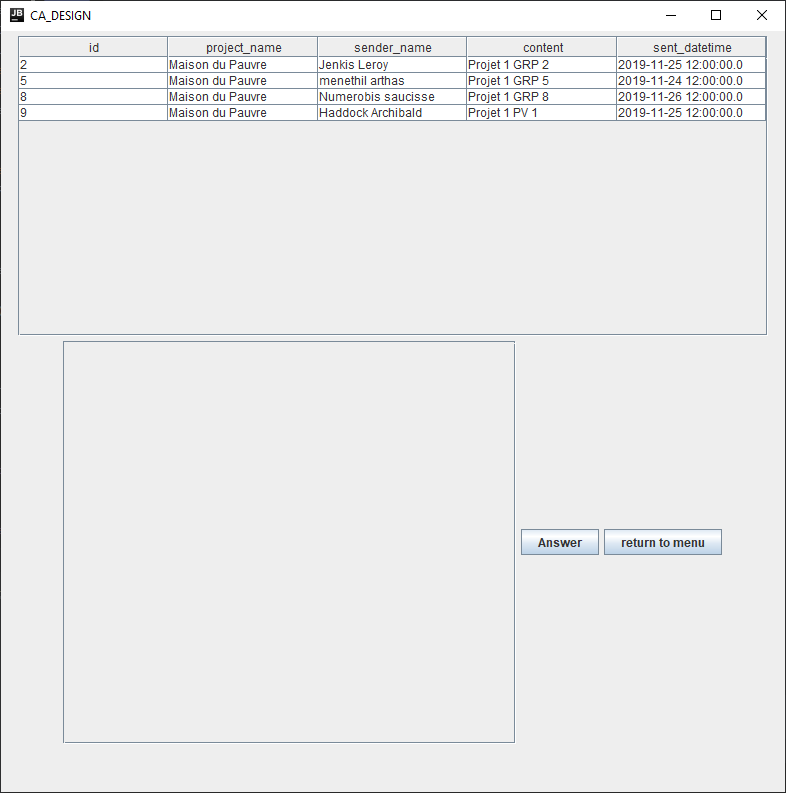 JB CA_DESIGN
id project_name sender_name content sent_datetime
2 Maison du Pauvre Jenkis Leroy Projet 1 GRP 2 2019-11-25 12:00:00.0
5 Maison du Pauvre menethil arthas Projet 1 GRP 5 2019-11-24 12:00:00.0
8 Maison du Pauvre Numerobis saucisse Projet 1 GRP 8 2019-11-26 12:00:00.0
9 Maison du Pauvre Haddock Archibald Projet 1 PV 1 2019-11-25 12:00:00.0
Answer return to menu